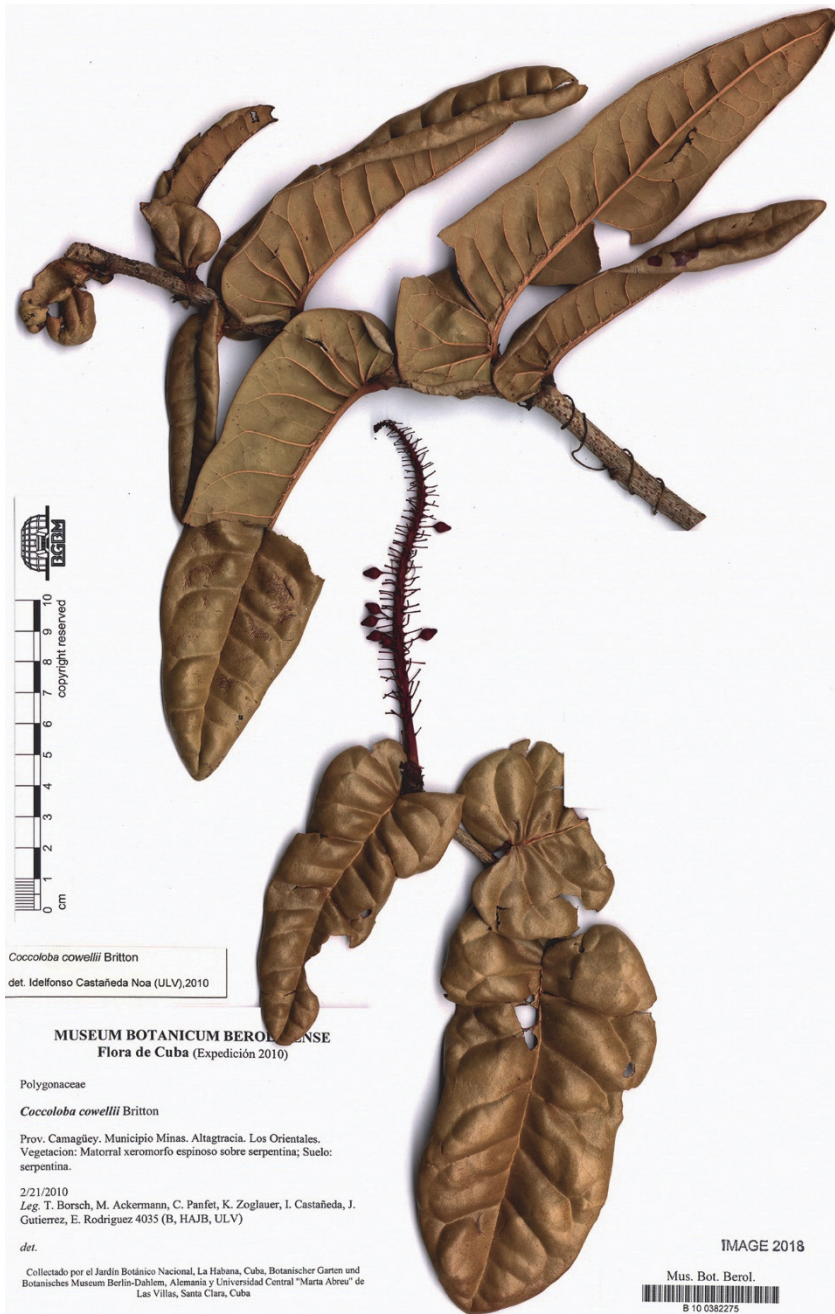 BGBM
copyright reserved
10
9
8
7
6
5
4
3
2
1
0
cm
Coccoloba cowellii Britton
det. Idelfonso Castañeda Noa (ULV),2010
MUSEUM BOTANICUM
Flora de Cuba (Expedición 2010)
Polygonaceae
Coccoloba cowellii Britton
Prov. Camagüey. Municipio Minas. Altagtracia. Los Orientales.
Vegetacion: Matorral xeromorfo espinoso sobre serpentina; Suelo:
serpentina.
2/21/2010
Leg. T. Borsch, M. Ackermann, C. Panfet, K. Zoglauer, I. Castañeda, J.
Gutierrez, E. Rodriguez 4035 (B, HAJB, ULV)
det.
Collectado por el Jardín Botánico Nacional, La Habana, Cuba, Botanischer Garten und
Botanisches Museum Berlin-Dahlem, Alemania y Universidad Central "Marta Abreu" de
Las Villas, Santa Clara, Cuba
IMAGE 2018
Mus. Bot. Berol.
B 10 0382275